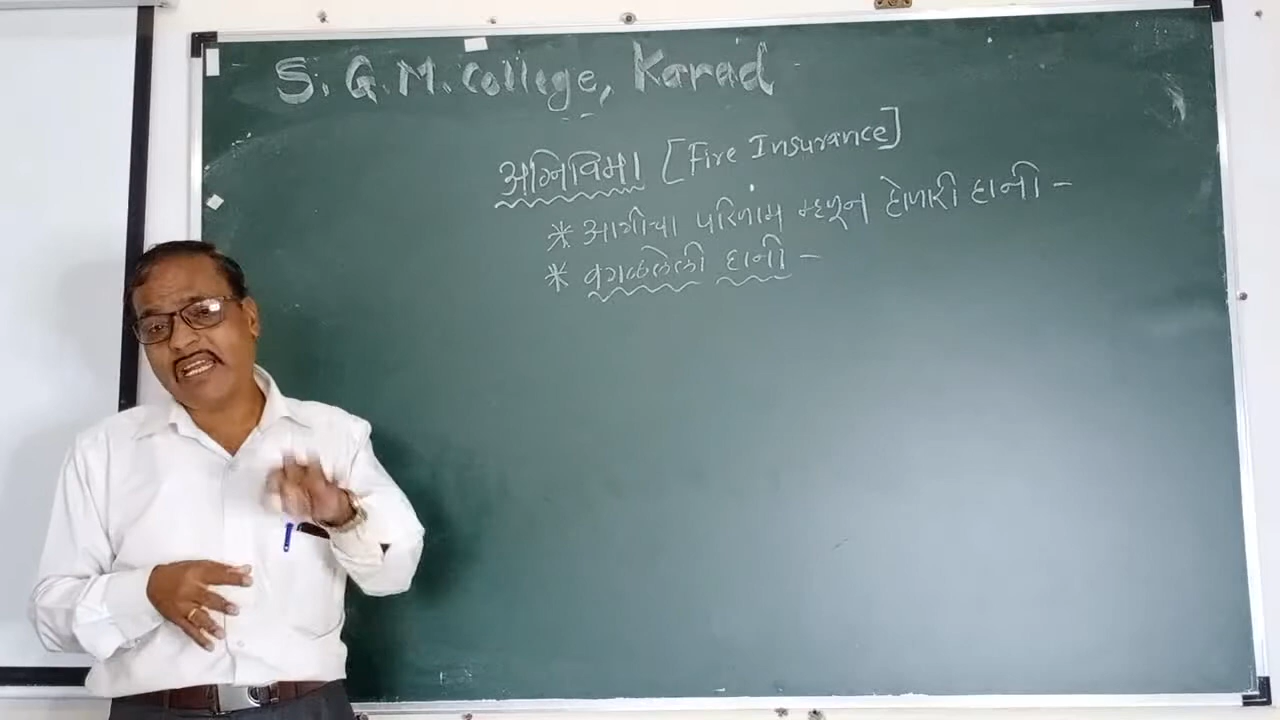 S. G. M. College, Karad
अग्निविमा [Fire Insurance]
* आगीचा परिणाम म्हणून होणारी हानी -
* वगळलेली हानी -